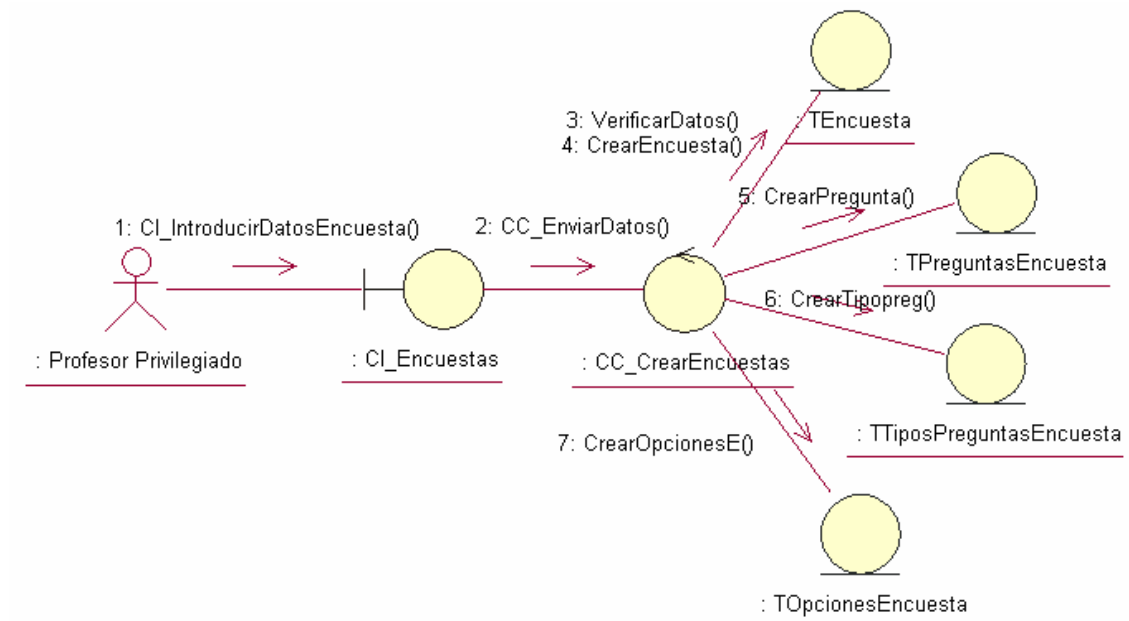 3: VerificarDatos()
4: CrearEncuesta()
: TEncuesta
5: CrearPregunta()
1: CI_IntroducirDatosEncuesta()
2: CC_EnviarDatos()
: TPreguntasEncuesta
6: CrearTipopreg()
: Profesor Privilegiado
: CI_Encuestas
: CC_CrearEncuestas
: TTiposPreguntasEncuesta
7: CrearOpcionesE()
: TOpcionesEncuesta